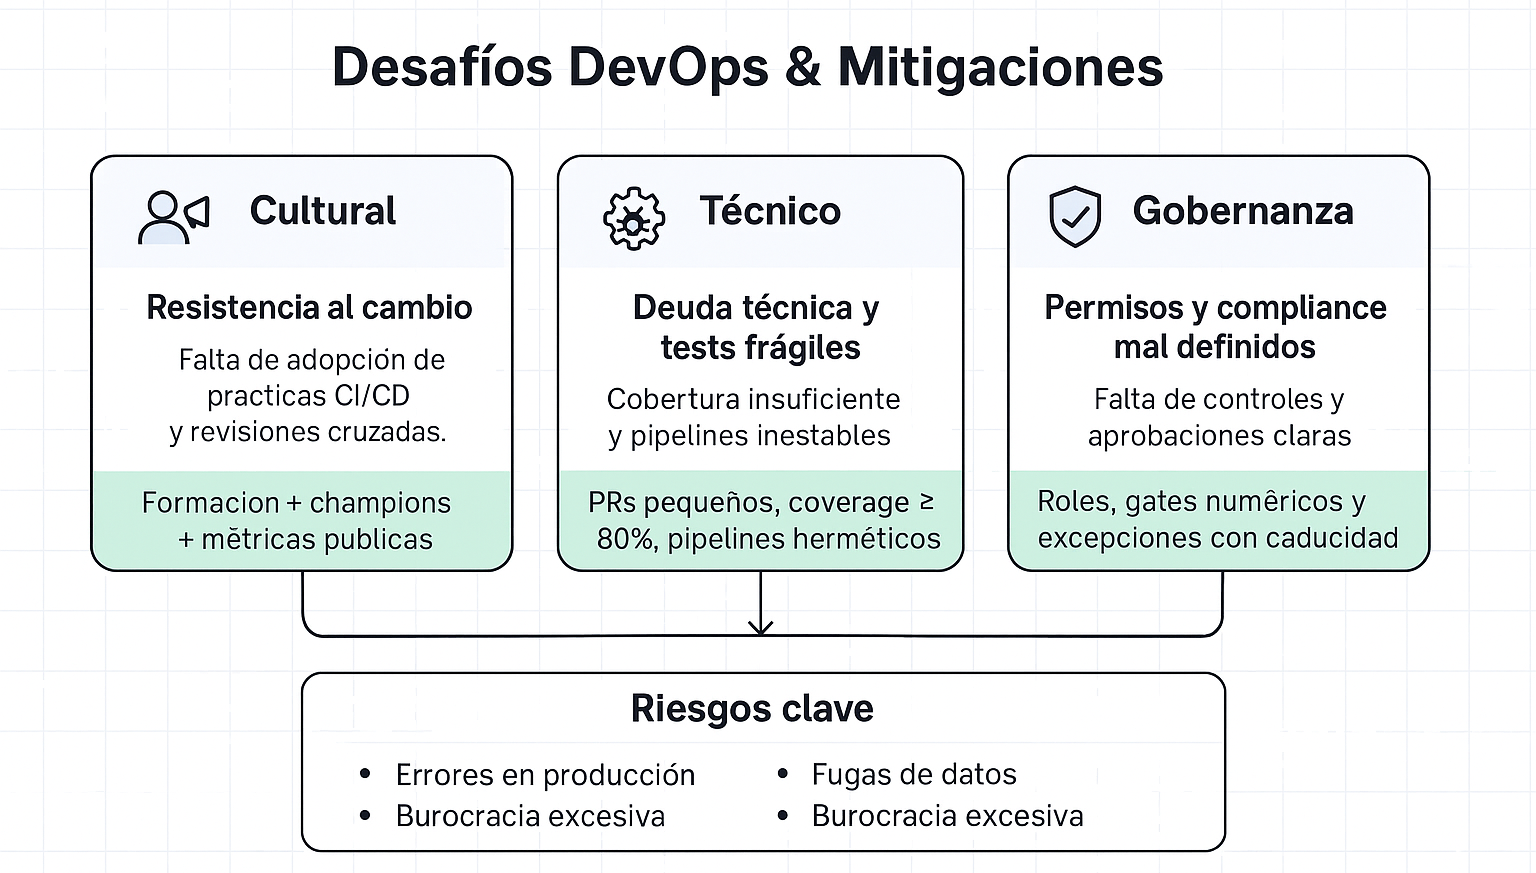 Desafíos DevOps & Mitigaciones
Cultural
Resistencia al cambio
Falta de adopción de
practicas CI/CD
y revisiones cruzadas.
Formacion + champions
+ mĕtricas publicas
Técnico
Deuda técnica y
tests frágiles
Cobertura insuficiente
y pipelines inestables
PRs pequeños, coverage ≥
80%, pipelines herméticos
Gobernanza
Permisos y compliance
mal definidos
Falta de controles y
aprobaciones claras
Roles, gates numêricos y
excepciones con caducidad
Riesgos clave
• Errores en producción
• Burocracia excesiva
• Fugas de datos
• Burocracia excesiva